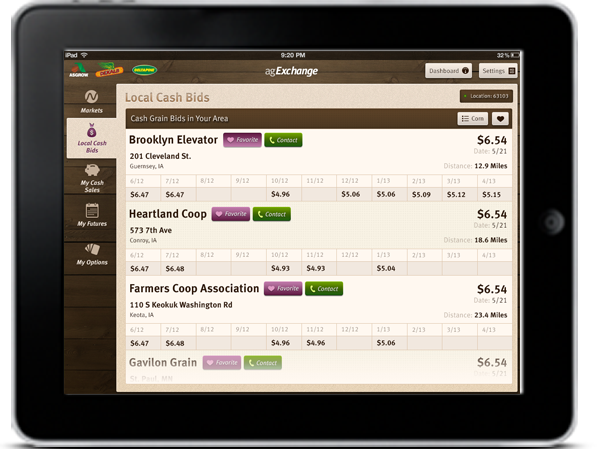 iPad 9:20 PM 32%
ASGROW DEKALB DELTAPINE agExchange Dashboard Settings
Markets
Local Cash Bids
My Cash Sales
My Futures
My Options
Local Cash Bids Location: 63103
Cash Grain Bids in Your Area Corn
Brooklyn Elevator Favorite Contact $6.54
Date: 5/21
201 Cleveland St.
Guernsey, IA Distance: 12.9 Miles
6/12 7/12 8/12 9/12 10/12 11/12 12/12 1/13 2/13 3/13 4/13
$6.47 $6.47 $4.96 $5.06 $5.06 $5.09 $5.12 $5.15
Heartland Coop Favorite Contact $6.54
Date: 5/21
573 7th Ave
Conroy, IA Distance: 18.6 Miles
6/12 7/12 8/12 9/12 10/12 11/12 12/12 1/13 2/13 3/13 4/13
$6.47 $6.48 $4.93 $4.93 $5.04
Farmers Coop Association Favorite Contact $6.54
Date: 5/21
110 S Keokuk Washington Rd
Keota, IA Distance: 23.4 Miles
6/12 7/12 8/12 9/12 10/12 11/12 12/12 1/13 2/13 3/13 4/13
$6.47 $6.48 $4.96 $4.96 $5.06
Gavilon Grain Favorite Contact $6.54
Date: 5/21
St. Paul, MN